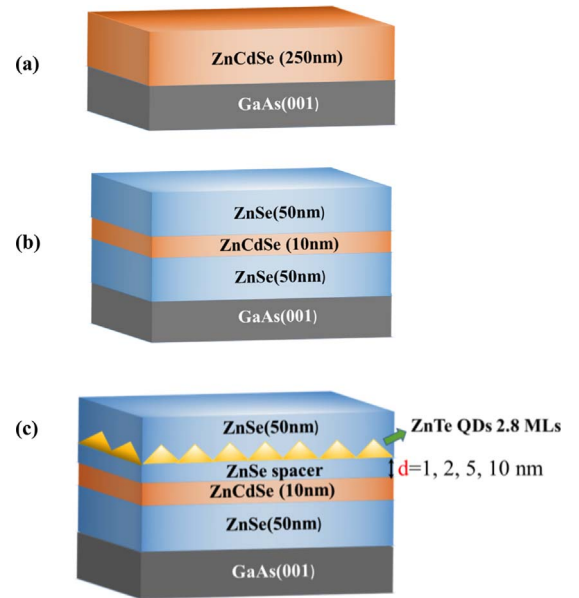 (a)
ZnCdSe (250nm)
GaAs(001)
(b)
ZnSe(50nm)
ZnCdSe (10nm)
ZnSe(50nm)
GaAs(001)
(c)
ZnSe(50nm)
ZnTe QDs 2.8 MLs
ZnSe spacer
d=1, 2, 5, 10 nm
ZnCdSe (10nm)
ZnSe(50nm)
GaAs(001)